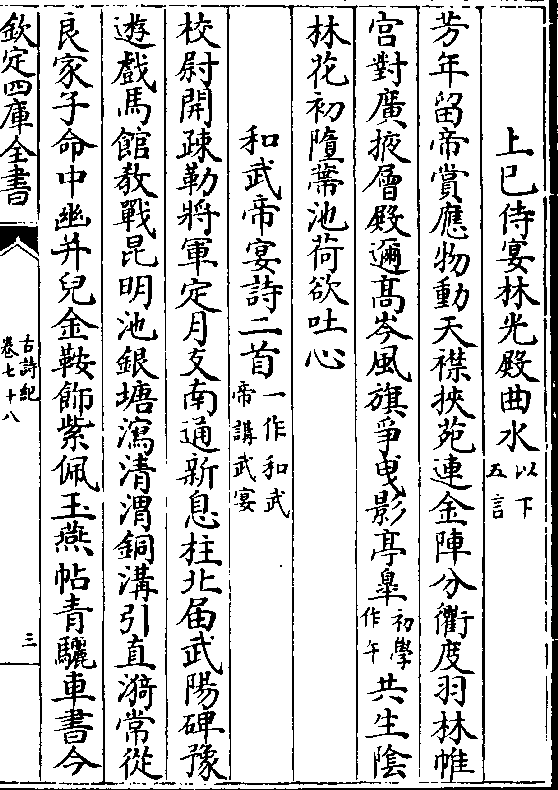 上巳侍宴林光殿曲水以下五言
芳年留帝賞應物動天襟挾苑連金陣分衢度羽林帷
宫對廣掖層殿邇髙岑風旗爭曳影亭臯初學作午共生陰
林花初墮蔕池荷欲吐心
和武帝宴詩二首一作和武帝講武宴
校尉開疎勒將軍定月支南通新息柱北屆武陽碑豫
遊戲馬館敎戰昆明池銀塘瀉清渭銅溝引直漪常從
良家子命中幽并兒金鞍飾紫佩玉燕帖青驪車書今
欽定四庫全書
古詩紀
卷七十八
三